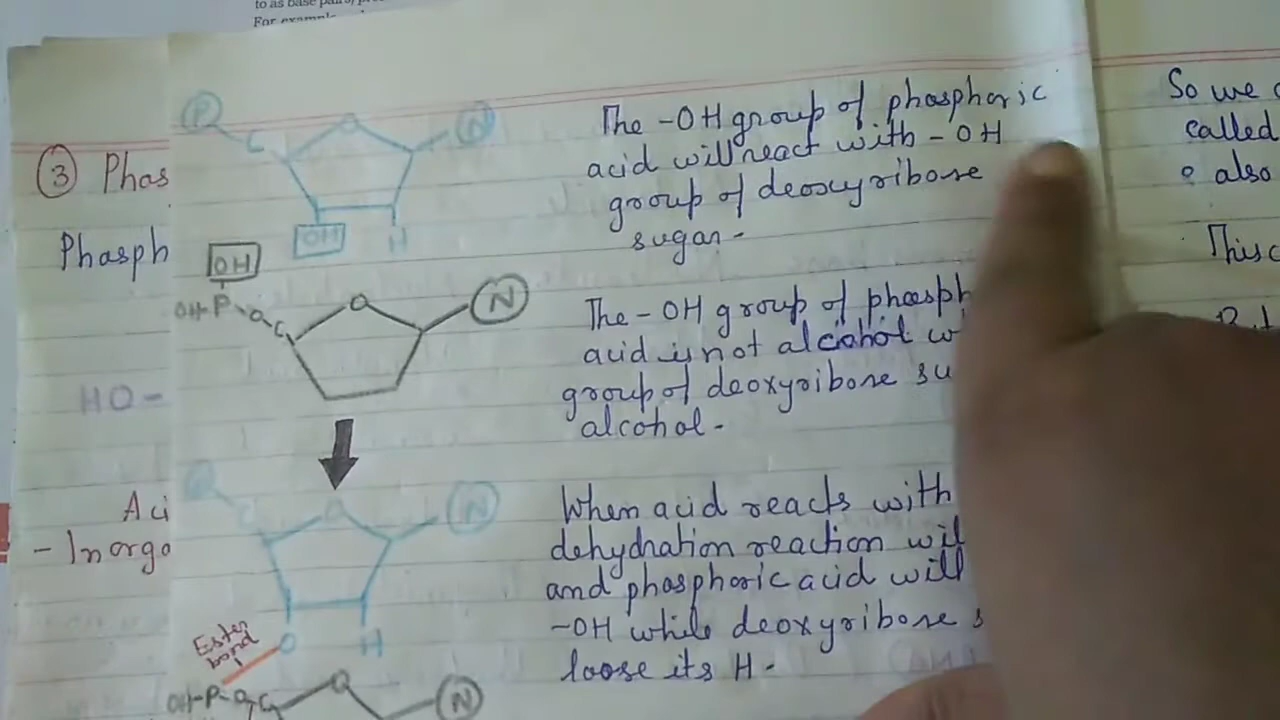 to as base pairs,
For example,
③ Phos
Phosph
HO-
Aci
- Inorga
P
C
O
N
OH
H
OH
OH-P-O-C
O
N
O
N
O
H
Ester
bond
OH-P-O-C
O
N
The -OH group of phosphoric
acid will react with -OH
group of deoxyribose
sugar-
The -OH group of phosph
acid is not alcohol w
group of deoxyribose su
alcohol-
When acid reacts with
dehydration reaction wil
and phosphoric acid will
-OH while deoxyribose s
loose its H-
So we
called
also
This